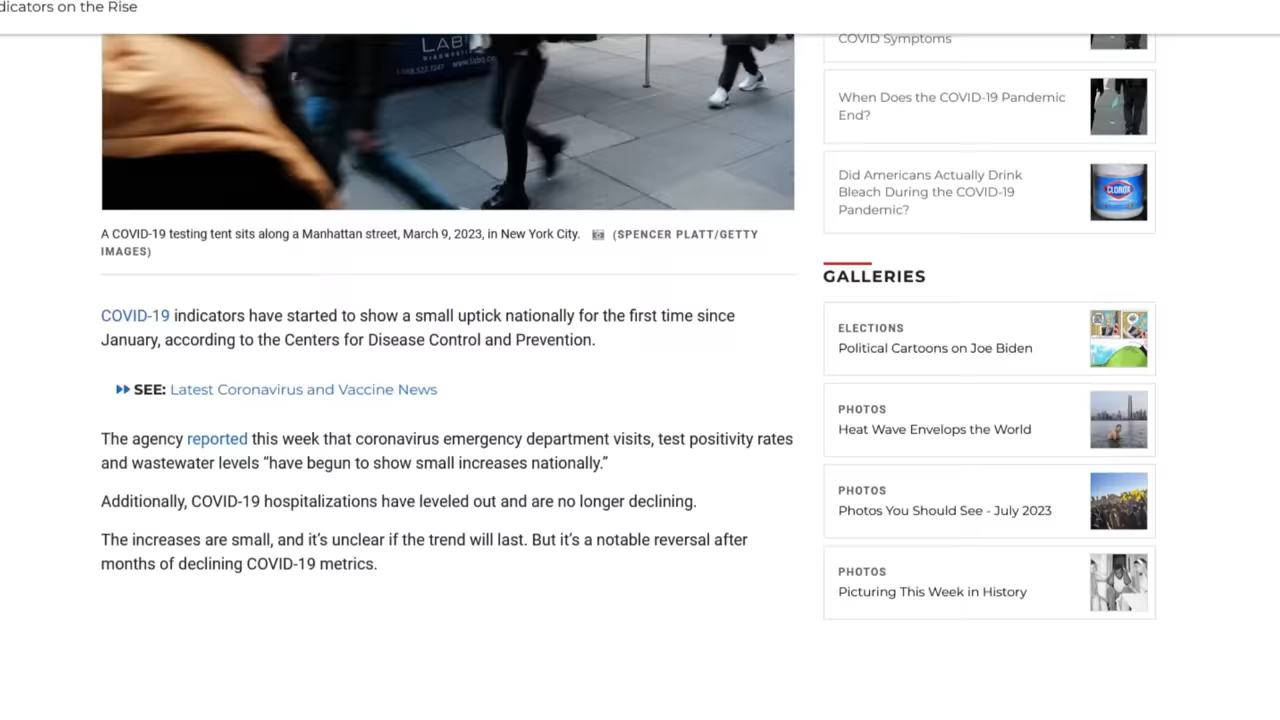 dicators on the Rise
LAB
DIAGNOSTICS
COVID Symptoms
When Does the COVID-19 Pandemic
End?
Did Americans Actually Drink
Bleach During the COVID-19
Pandemic?
CLOROX
A COVID-19 testing tent sits along a Manhattan street, March 9, 2023, in New York City. (SPENCER PLATT/GETTY
IMAGES)
COVID-19 indicators have started to show a small uptick nationally for the first time since
January, according to the Centers for Disease Control and Prevention.
SEE: Latest Coronavirus and Vaccine News
The agency reported this week that coronavirus emergency department visits, test positivity rates
and wastewater levels “have begun to show small increases nationally.”
Additionally, COVID-19 hospitalizations have leveled out and are no longer declining.
The increases are small, and it’s unclear if the trend will last. But it’s a notable reversal after
months of declining COVID-19 metrics.
GALLERIES
ELECTIONS
Political Cartoons on Joe Biden
PHOTOS
Heat Wave Envelops the World
PHOTOS
Photos You Should See - July 2023
PHOTOS
Picturing This Week in History